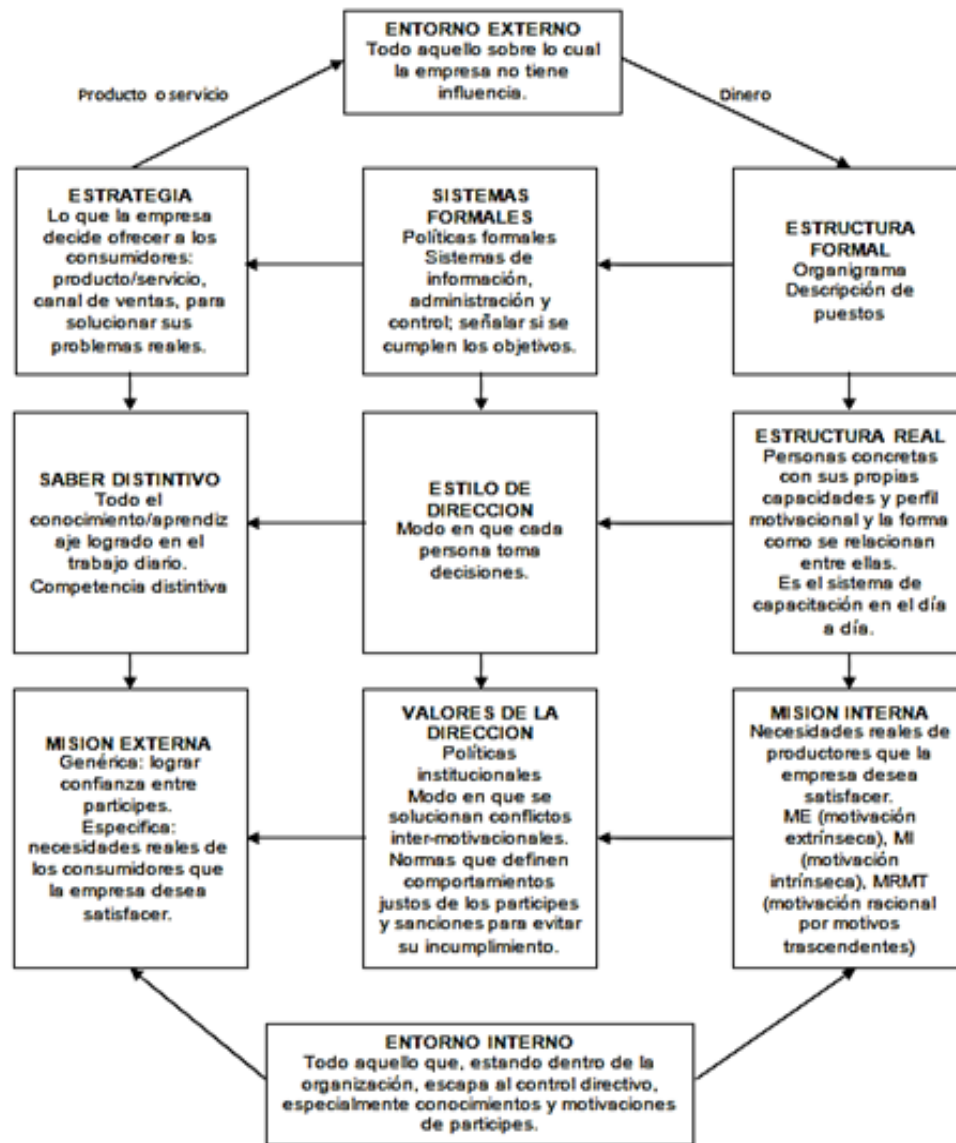 ENTORNO EXTERNO
Todo aquello sobre lo cual
la empresa no tiene
influencia.
Producto o servicio
Dinero
ESTRATEGIA
Lo que la empresa
decide ofrecer a los
consumidores:
producto/servicio,
canal de ventas, para
solucionar sus
problemas reales.
SISTEMAS
FORMALES
Políticas formales
Sistemas de
información,
administración y
control; señalar si se
cumplen los objetivos.
ESTRUCTURA
FORMAL
Organigrama
Descripción de
puestos
SABER DISTINTIVO
Todo el
conocimiento/aprendiz
aje logrado en el
trabajo diario.
Competencia distintiva
ESTILO DE
DIRECCION
Modo en que cada
persona toma
decisiones.
ESTRUCTURA REAL
Personas concretas
con sus propias
capacidades y perfil
motivacional y la forma
como se relacionan
entre ellas.
Es el sistema de
capacitación en el día
a día.
MISION EXTERNA
Genérica: lograr
confianza entre
participes.
Especifica:
necesidades reales de
los consumidores que
la empresa desea
satisfacer.
VALORES DE LA
DIRECCION
Políticas
institucionales
Modo en que se
solucionan conflictos
inter-motivacionales.
Normas que definen
comportamientos
justos de los participes
y sanciones para evitar
su incumplimiento.
MISION INTERNA
Necesidades reales de
productores que la
empresa desea
satisfacer.
ME (motivación
extrínseca), MI
(motivación
intrínseca), MRMT
(motivación racional
por motivos
trascendentes)
ENTORNO INTERNO
Todo aquello que, estando dentro de la
organización, escapa al control directivo,
especialmente conocimientos y motivaciones
de participes.